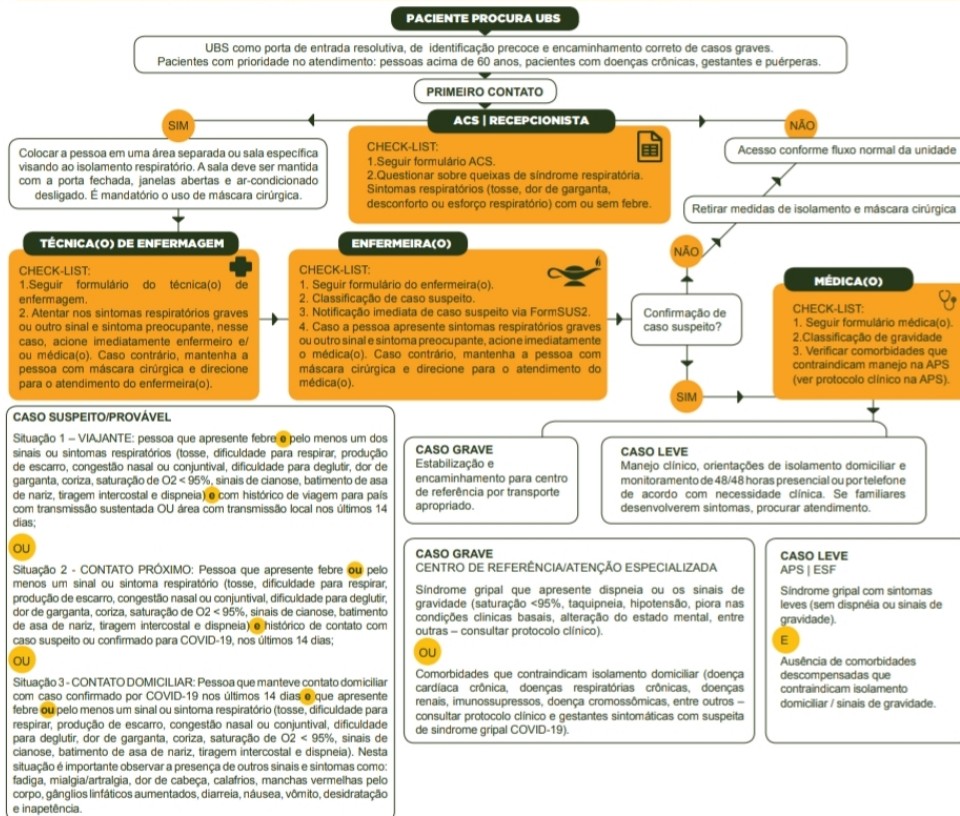 PACIENTE PROCURA UBS
UBS como porta de entrada resolutiva, de identificação precoce e encaminhamento correto de casos graves.
Pacientes com prioridade no atendimento: pessoas acima de 60 anos, pacientes com doenças crônicas, gestantes e puérperas.
PRIMEIRO CONTATO
SIM
ACS | RECEPCIONISTA
NÃO
Colocar a pessoa em uma área separada ou sala específica
visando ao isolamento respiratório. A sala deve ser mantida
com a porta fechada, janelas abertas e ar-condicionado
desligado. É mandatório o uso de máscara cirúrgica.
CHECK-LIST:
1.Seguir formulário ACS.
2.Questionar sobre queixas de síndrome respiratória.
Sintomas respiratórios (tosse, dor de garganta,
desconforto ou esforço respiratório) com ou sem febre.
Acesso conforme fluxo normal da unidade
Retirar medidas de isolamento e máscara cirúrgica
NÃO
TÉCNICA(O) DE ENFERMAGEM
CHECK-LIST:
1.Seguir formulário do técnica(o) de
enfermagem.
2. Atentar nos sintomas respiratórios graves
ou outro sinal e sintoma preocupante, nesse
caso, acione imediatamente enfermeiro e/
ou médica(o). Caso contrário, mantenha a
pessoa com máscara cirúrgica e direcione
para o atendimento do enfermeira(o).
ENFERMEIRA(O)
CHECK-LIST:
1. Seguir formulário do enfermeira(o).
2. Classificação de caso suspeito.
3. Notificação imediata de caso suspeito via FormSUS2.
4. Caso a pessoa apresente sintomas respiratórios graves
ou outro sinal e sintoma preocupante, acione imediatamente
o médica(o). Caso contrário, mantenha a pessoa com
máscara cirúrgica e direcione para o atendimento do
médica(o).
Confirmação de
caso suspeito?
SIM
MÉDICA(O)
CHECK-LIST:
1. Seguir formulário médica(o).
2.Classificação de gravidade
3. Verificar comorbidades que
contraindicam manejo na APS
(ver protocolo clínico na APS).
CASO SUSPEITO/PROVÁVEL
Situação 1 – VIAJANTE: pessoa que apresente febre e pelo menos um dos
sinais ou sintomas respiratórios (tosse, dificuldade para respirar, produção
de escarro, congestão nasal ou conjuntival, dificuldade para deglutir, dor de
garganta, coriza, saturação de O2 < 95%, sinais de cianose, batimento de asa
de nariz, tiragem intercostal e dispneia) e com histórico de viagem para país
com transmissão sustentada OU área com transmissão local nos últimos 14
dias;
OU
Situação 2 - CONTATO PRÓXIMO: Pessoa que apresente febre ou pelo
menos um sinal ou sintoma respiratório (tosse, dificuldade para respirar,
produção de escarro, congestão nasal ou conjuntival, dificuldade para deglutir,
dor de garganta, coriza, saturação de O2 < 95%, sinais de cianose, batimento
de asa de nariz, tiragem intercostal e dispneia) e histórico de contato com
caso suspeito ou confirmado para COVID-19, nos últimos 14 dias;
OU
Situação 3 - CONTATO DOMICILIAR: Pessoa que manteve contato domiciliar
com caso confirmado por COVID-19 nos últimos 14 dias e que apresente
febre ou pelo menos um sinal ou sintoma respiratório (tosse, dificuldade para
respirar, produção de escarro, congestão nasal ou conjuntival, dificuldade
para deglutir, dor de garganta, coriza, saturação de O2 < 95%, sinais de
cianose, batimento de asa de nariz, tiragem intercostal e dispneia). Nesta
situação é importante observar a presença de outros sinais e sintomas como:
fadiga, mialgia/artralgia, dor de cabeça, calafrios, manchas vermelhas pelo
corpo, gânglios linfáticos aumentados, diarreia, náusea, vômito, desidratação
e inapetência.
CASO GRAVE
Estabilização e
encaminhamento para centro
de referência por transporte
apropriado.
CASO LEVE
Manejo clínico, orientações de isolamento domiciliar e
monitoramento de 48/48 horas presencial ou por telefone
de acordo com necessidade clínica. Se familiares
desenvolverem sintomas, procurar atendimento.
CASO GRAVE
CENTRO DE REFERÊNCIA/ATENÇÃO ESPECIALIZADA
Síndrome gripal que apresente dispneia ou os sinais de
gravidade (saturação <95%, taquipneia, hipotensão, piora nas
condições clinicas basais, alteração do estado mental, entre
outras – consultar protocolo clínico).
OU
Comorbidades que contraindicam isolamento domiciliar (doença
cardíaca crônica, doenças respiratórias crônicas, doenças
renais, imunossupressos, doença cromossômicas, entre outros –
consultar protocolo clínico e gestantes sintomáticas com suspeita
de sindrome gripal COVID-19).
CASO LEVE
APS | ESF
Síndrome gripal com sintomas
leves (sem dispnéia ou sinais de
gravidade).
E
Ausência de comorbidades
descompensadas que
contraindicam isolamento
domiciliar / sinais de gravidade.